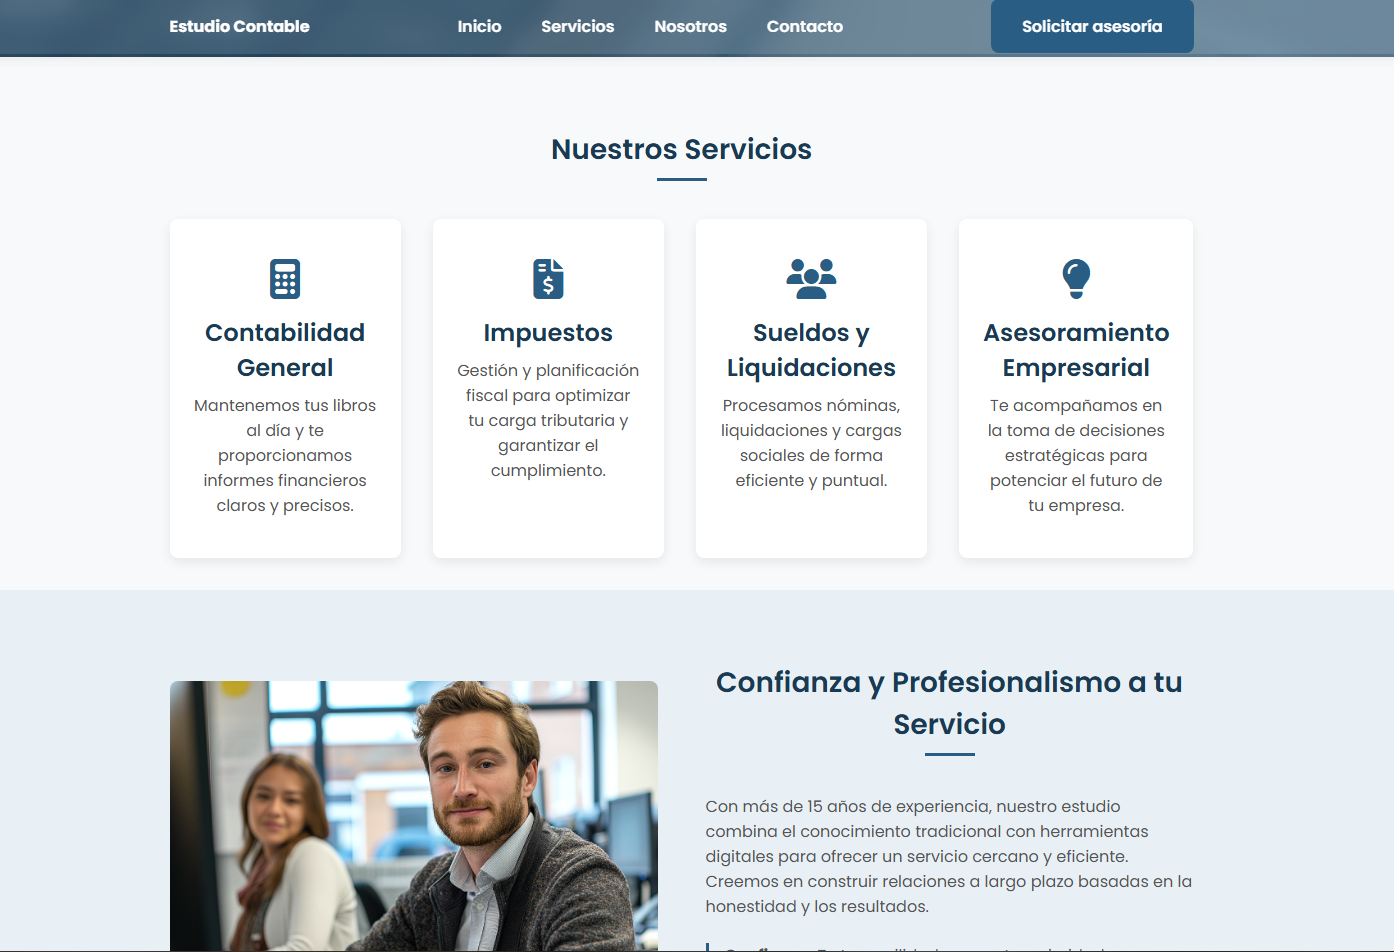 Estudio Contable
Inicio
Servicios
Nosotros
Contacto
Solicitar asesoría
Nuestros Servicios
Contabilidad
General
Mantenemos tus libros
al día y te
proporcionamos
informes financieros
claros y precisos.
Impuestos
Gestión y planificación
fiscal para optimizar
tu carga tributaria y
garantizar el
cumplimiento.
Sueldos y
Liquidaciones
Procesamos nóminas,
liquidaciones y cargas
sociales de forma
eficiente y puntual.
Asesoramiento
Empresarial
Te acompañamos en
la toma de decisiones
estratégicas para
potenciar el futuro de
tu empresa.
Confianza y Profesionalismo a tu
Servicio
Con más de 15 años de experiencia, nuestro estudio
combina el conocimiento tradicional con herramientas
digitales para ofrecer un servicio cercano y eficiente.
Creemos en construir relaciones a largo plazo basadas en la
honestidad y los resultados.